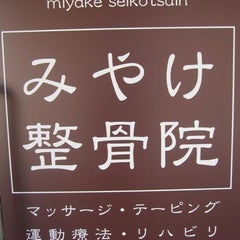 miyake seikotsuin
みやけ
整骨院
マッサージ・テーピング
運動療法・リハビリ